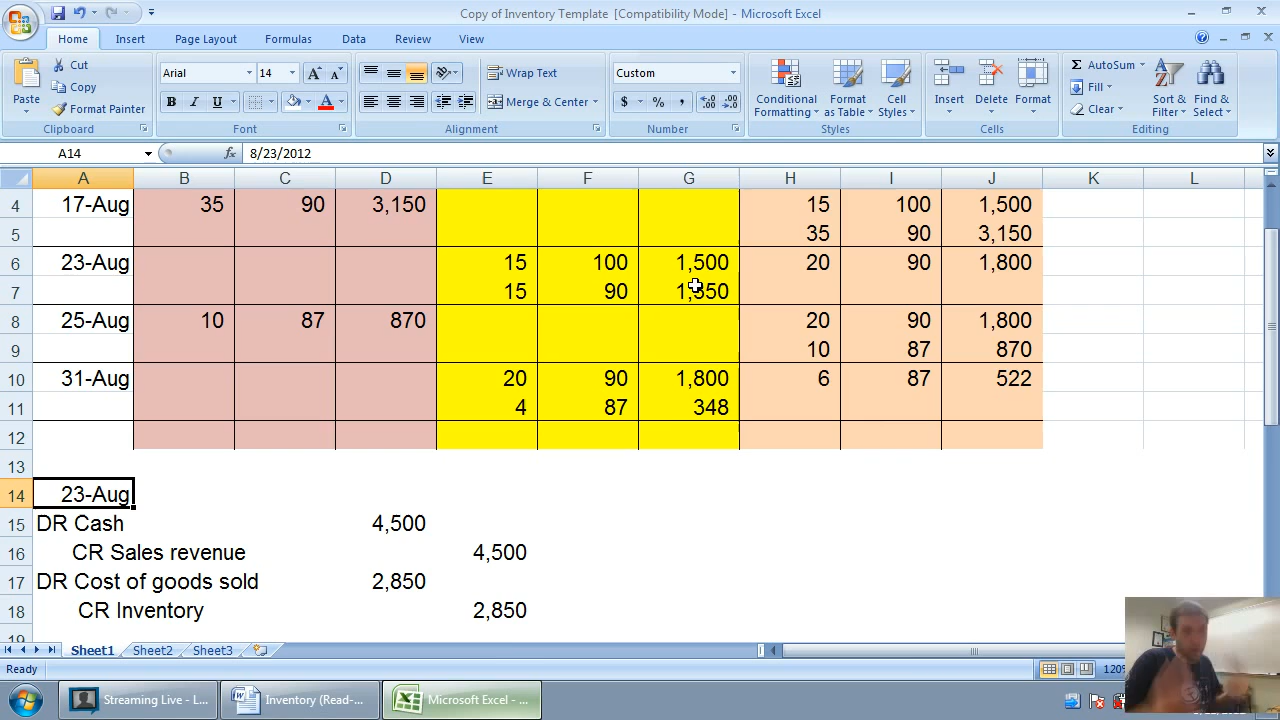 Copy of Inventory Template [Compatibility Mode] - Microsoft Excel
Home Insert Page Layout Formulas Data Review View
Cut Arial 14 Wrap Text Custom AutoSum
Paste Copy Conditional Formatting Format as Table Cell Styles Insert Delete Format Fill Sort & Filter Find & Select
Format Painter B I U Merge & Center $ % , Clear
Clipboard Font Alignment Number Styles Cells Editing
A14 fx 8/23/2012
A B C D E F G H I J K L
4 17-Aug 35 90 3,150 15 100 1,500
5 35 90 3,150
6 23-Aug 15 100 1,500 20 90 1,800
7 15 90 1,350
8 25-Aug 10 87 870 20 90 1,800
9 10 87 870
10 31-Aug 20 90 1,800 6 87 522
11 4 87 348
12
13
14 23-Aug
15 DR Cash 4,500
16 CR Sales revenue 4,500
17 DR Cost of goods sold 2,850
18 CR Inventory 2,850
19
Sheet1 Sheet2 Sheet3
Ready 120%
Streaming Live - L... Inventory (Read-... Microsoft Excel - ...